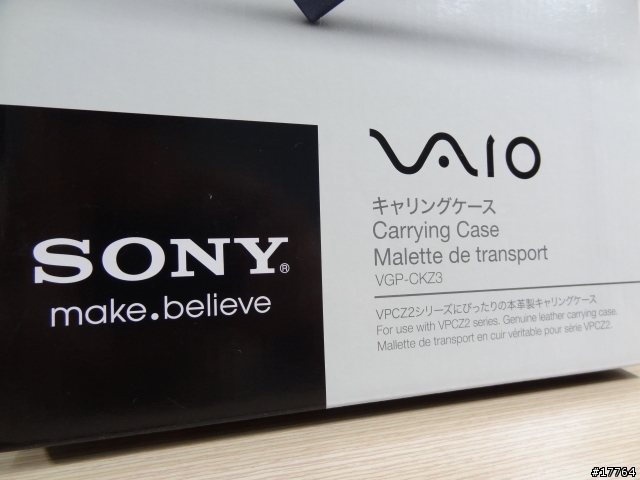 SONY®
make.believe
VAIO
キャリングケース
Carrying Case
Malette de transport
VGP-CKZ3
VPCZ2シリーズにぴったりの本革製キャリングケース
For use with VPCZ2 series. Genuine leather carrying case.
Mallette de transport en cuir véritable pour série VPCZ2.
#17764